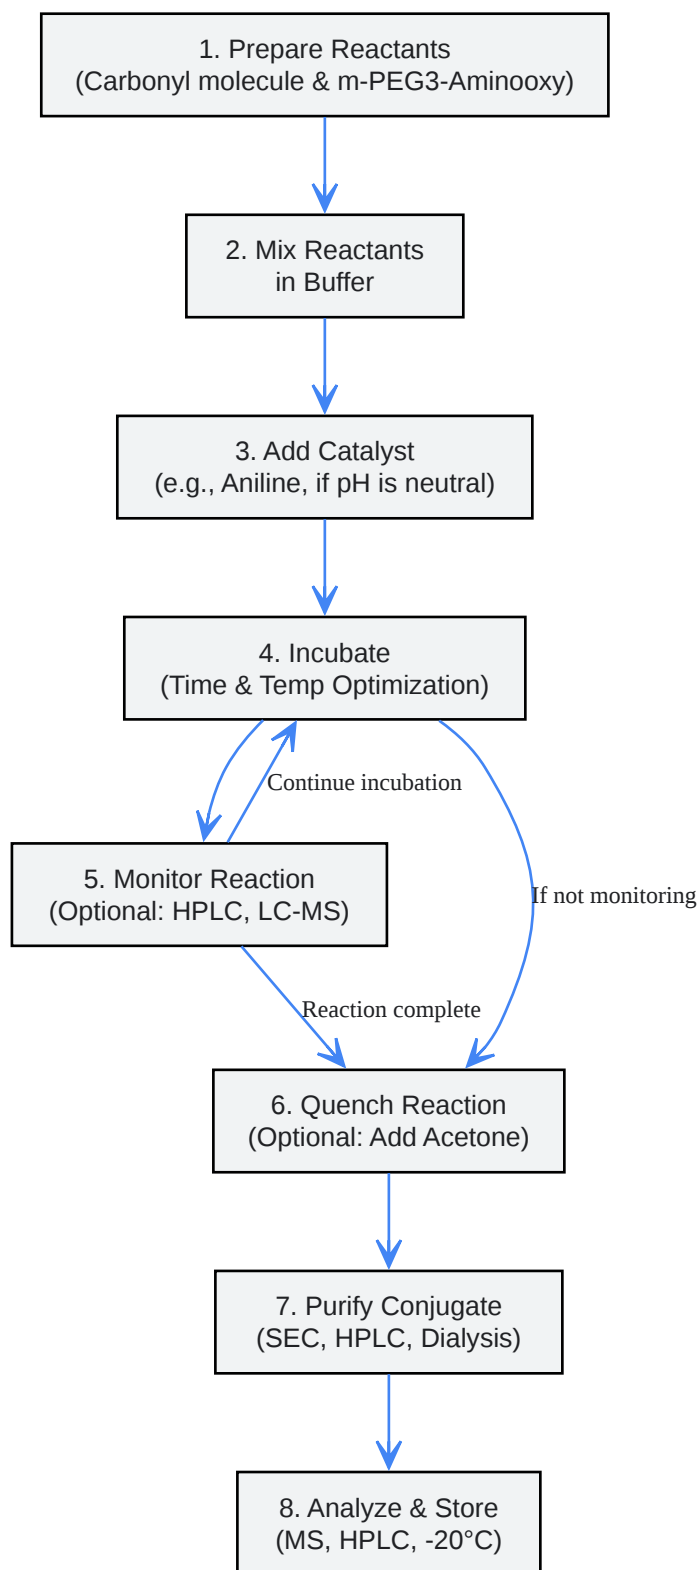 1. Prepare Reactants
(Carbonyl molecule & m-PEG3-Aminooxy)
2. Mix Reactants
in Buffer
3. Add Catalyst
(e.g., Aniline, if pH is neutral)
4. Incubate
(Time & Temp Optimization)
Continue incubation
5. Monitor Reaction
(Optional: HPLC, LC-MS)
If not monitoring
Reaction complete
6. Quench Reaction
(Optional: Add Acetone)
7. Purify Conjugate
(SEC, HPLC, Dialysis)
8. Analyze & Store
(MS, HPLC, -20°C)